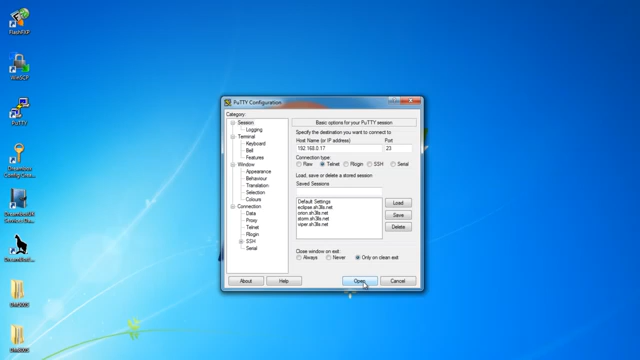 FlashFXP
WinSCP
PuTTY
PuTTY Configuration
Category:
Session
Logging
Terminal
Keyboard
Bell
Features
Window
Appearance
Behaviour
Translation
Selection
Colours
Connection
Data
Proxy
Telnet
Rlogin
SSH
Serial
Basic options for your PuTTY session
Specify the destination you want to connect to
Host Name (or IP address) Port
192.168.0.17 23
Connection type:
Raw Telnet Rlogin SSH Serial
Load, save or delete a stored session
Saved Sessions
Default Settings
eclipse.sh3lls.net
orion.sh3lls.net
storm.sh3lls.net
viper.sh3lls.net
Load
Save
Delete
Close window on exit:
Always Never Only on clean exit
About Help Open Cancel